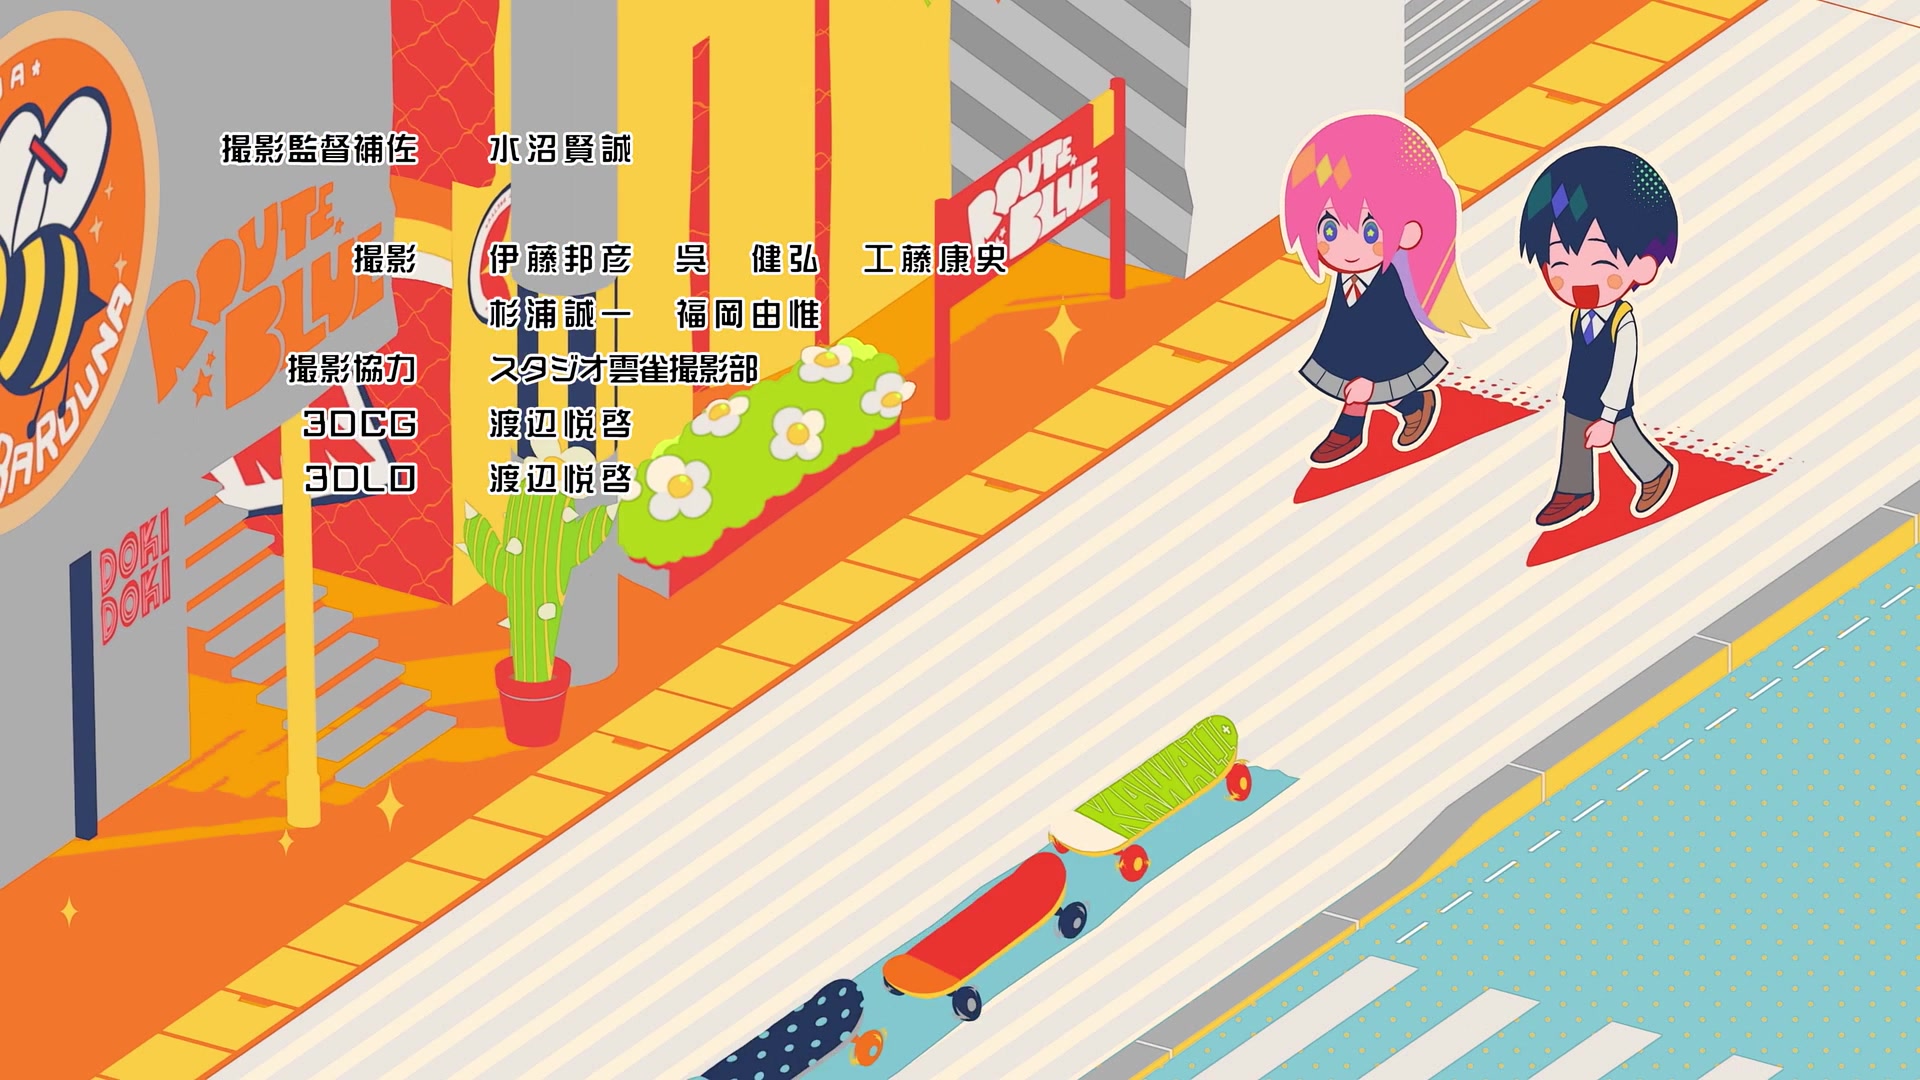 撮影監督補佐 水沼賢誠
撮影 伊藤邦彦 呉 健弘 工藤康史
杉浦誠一 福岡由惟
撮影協力 スタジオ雲雀撮影部
3DCG 渡辺悦啓
3DLO 渡辺悦啓
ROUTE
BLUE
ROUTE
BLUE
DOKI
DOKI
KAWAII